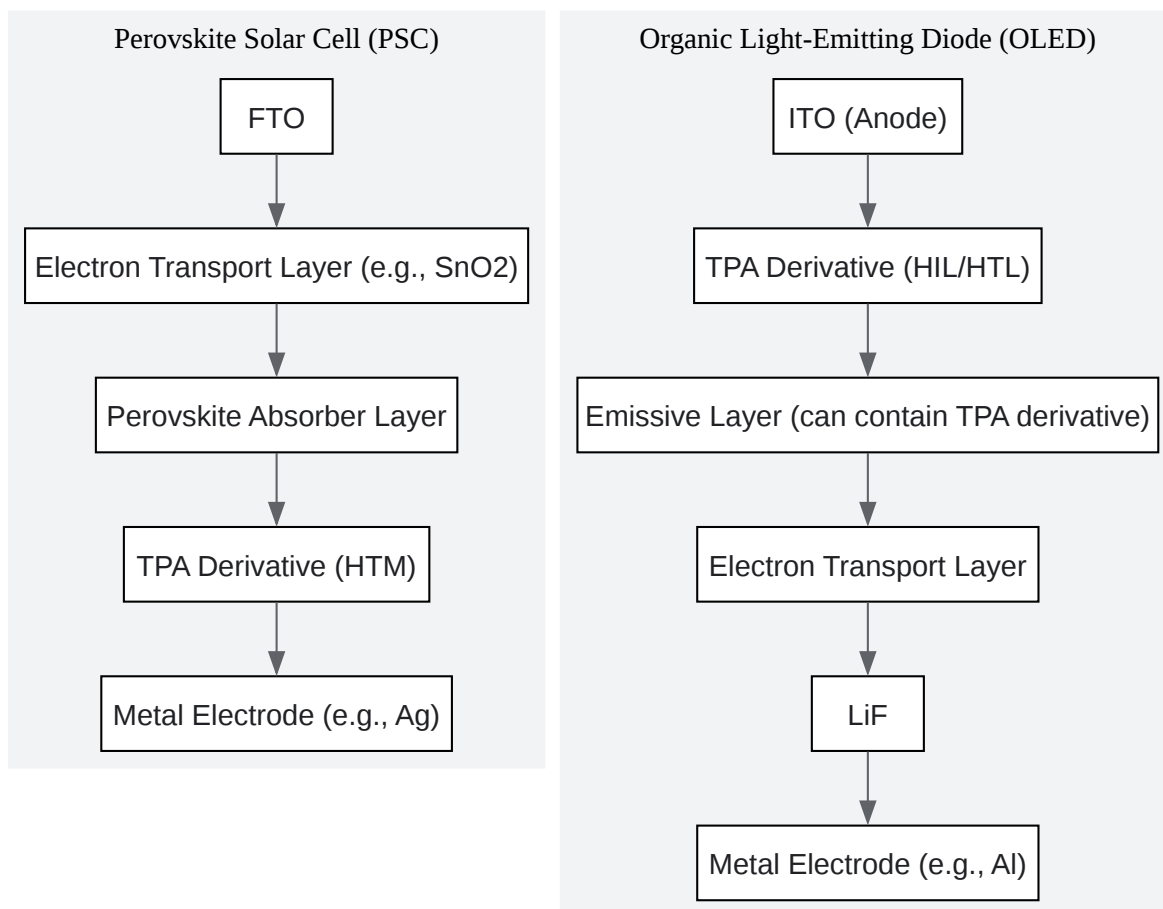 Perovskite Solar Cell (PSC)
FTO
Electron Transport Layer (e.g., SnO2)
Perovskite Absorber Layer
TPA Derivative (HTM)
Metal Electrode (e.g., Ag)
Organic Light-Emitting Diode (OLED)
ITO (Anode)
TPA Derivative (HIL/HTL)
Emissive Layer (can contain TPA derivative)
Electron Transport Layer
LiF
Metal Electrode (e.g., Al)